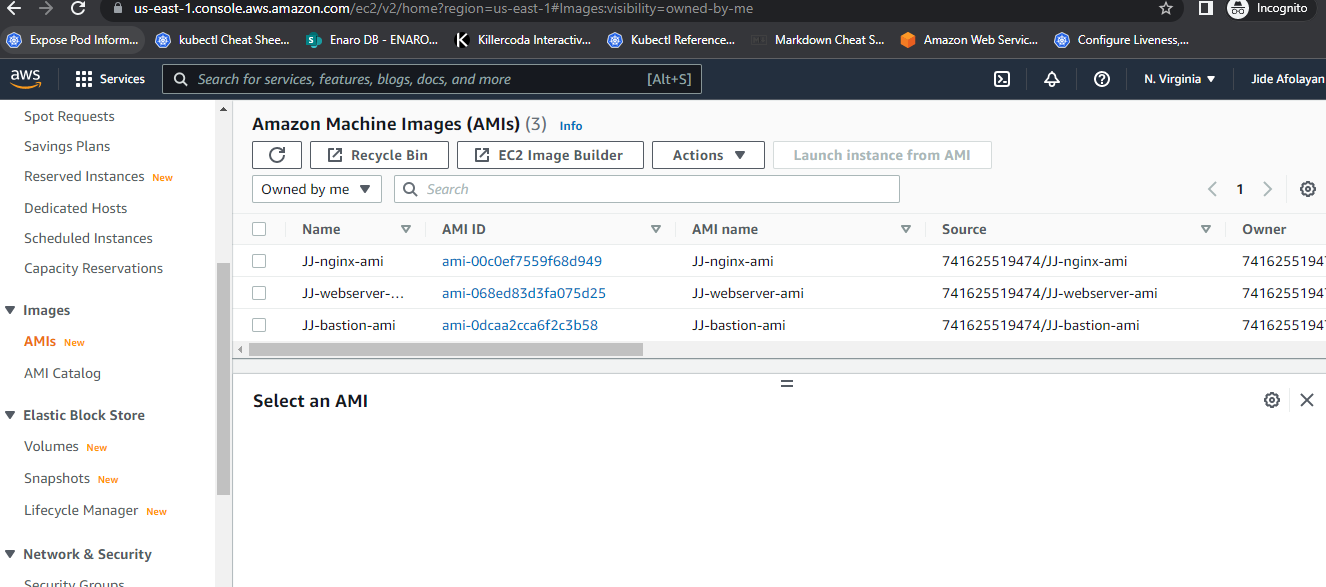 us-east-1.console.aws.amazon.com/ec2/v2/home?region=us-east-1#Images:visibility=owned-by-me
Incognito
Expose Pod Inform... kubectl Cheat Shee... Enaro DB - ENARO... Killercoda Interactiv... Kubectl Reference... Markdown Cheat S... Amazon Web Servic... Configure Liveness,...
aws Services Search for services, features, blogs, docs, and more [Alt+S] N. Virginia Jide Afolayan
Spot Requests
Savings Plans
Reserved Instances New
Dedicated Hosts
Scheduled Instances
Capacity Reservations
Images
AMIs New
AMI Catalog
Elastic Block Store
Volumes New
Snapshots New
Lifecycle Manager New
Network & Security
Security Groups
Amazon Machine Images (AMIs) (3) Info
Recycle Bin EC2 Image Builder Actions Launch instance from AMI
Owned by me Search 1
Name AMI ID AMI name Source Owner
JJ-nginx-ami ami-00c0ef7559f68d949 JJ-nginx-ami 741625519474/JJ-nginx-ami 74162551947
JJ-webserver-... ami-068ed83d3fa075d25 JJ-webserver-ami 741625519474/JJ-webserver-ami 74162551947
JJ-bastion-ami ami-0dcaa2cca6f2c3b58 JJ-bastion-ami 741625519474/JJ-bastion-ami 74162551947
Select an AMI